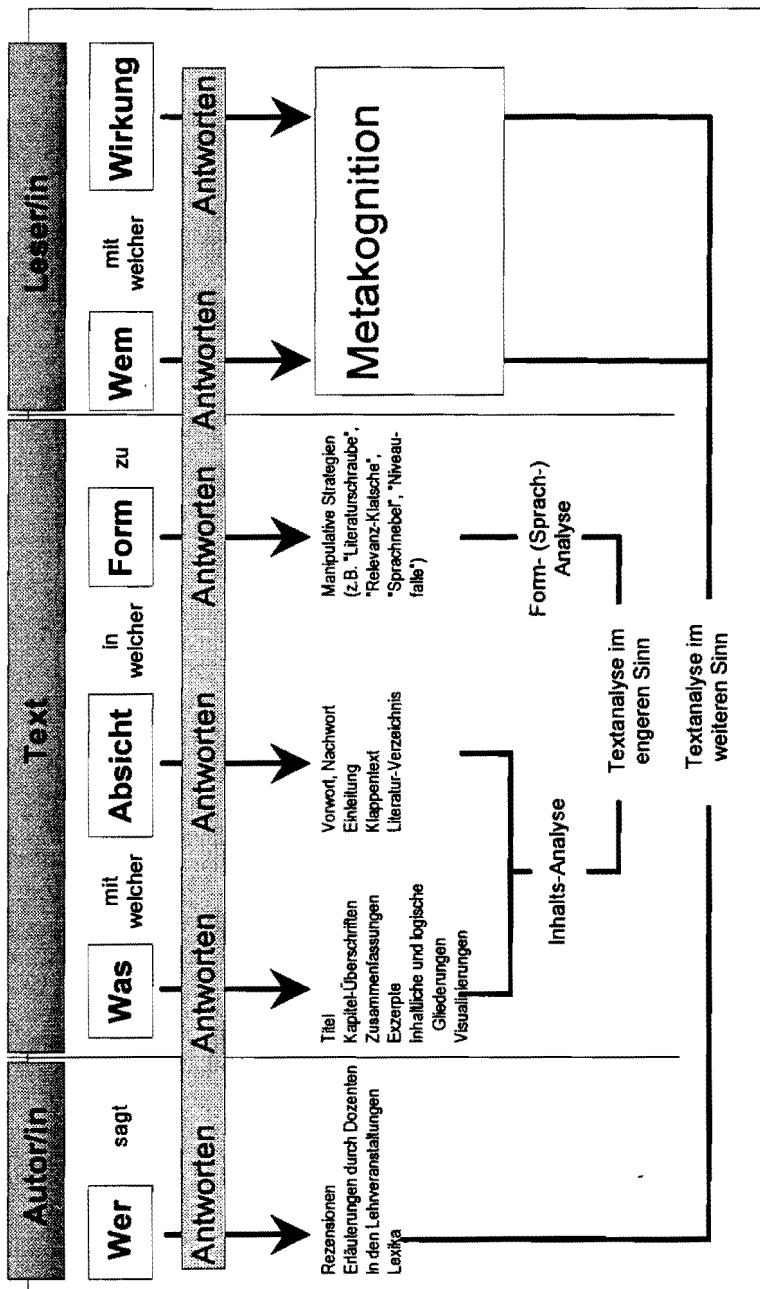 Autor/in
Text
Leser/in
Wer
sagt
Was
mit
welcher
Absicht
in
welcher
Form
zu
Wem
mit
welcher
Wirkung
Antworten
Antworten
Antworten
Antworten
Antworten
Antworten
Rezensionen
Erläulerungen durch Dozenten
In den Lehrveranstaltungen
Lexika
Titel
Kapitel-Überschriften
Zusammenfassungen
Exzerpte
Inhaltliche und logische
Gliederungen
Visualisierungen
Vorwort, Nachwort
Einleitung
Klappentext
Literatur-Verzeichnis
Manipulative Strategien
(z.B. "Literaturschraube",
"Relevanz-Klatsche",
"Sprachnebel", "Niveau-
falle")
Metakognition
Inhalts-Analyse
Form- (Sprach-)
Analyse
Textanalyse im
engeren Sinn
Textanalyse im
weiteren Sinn